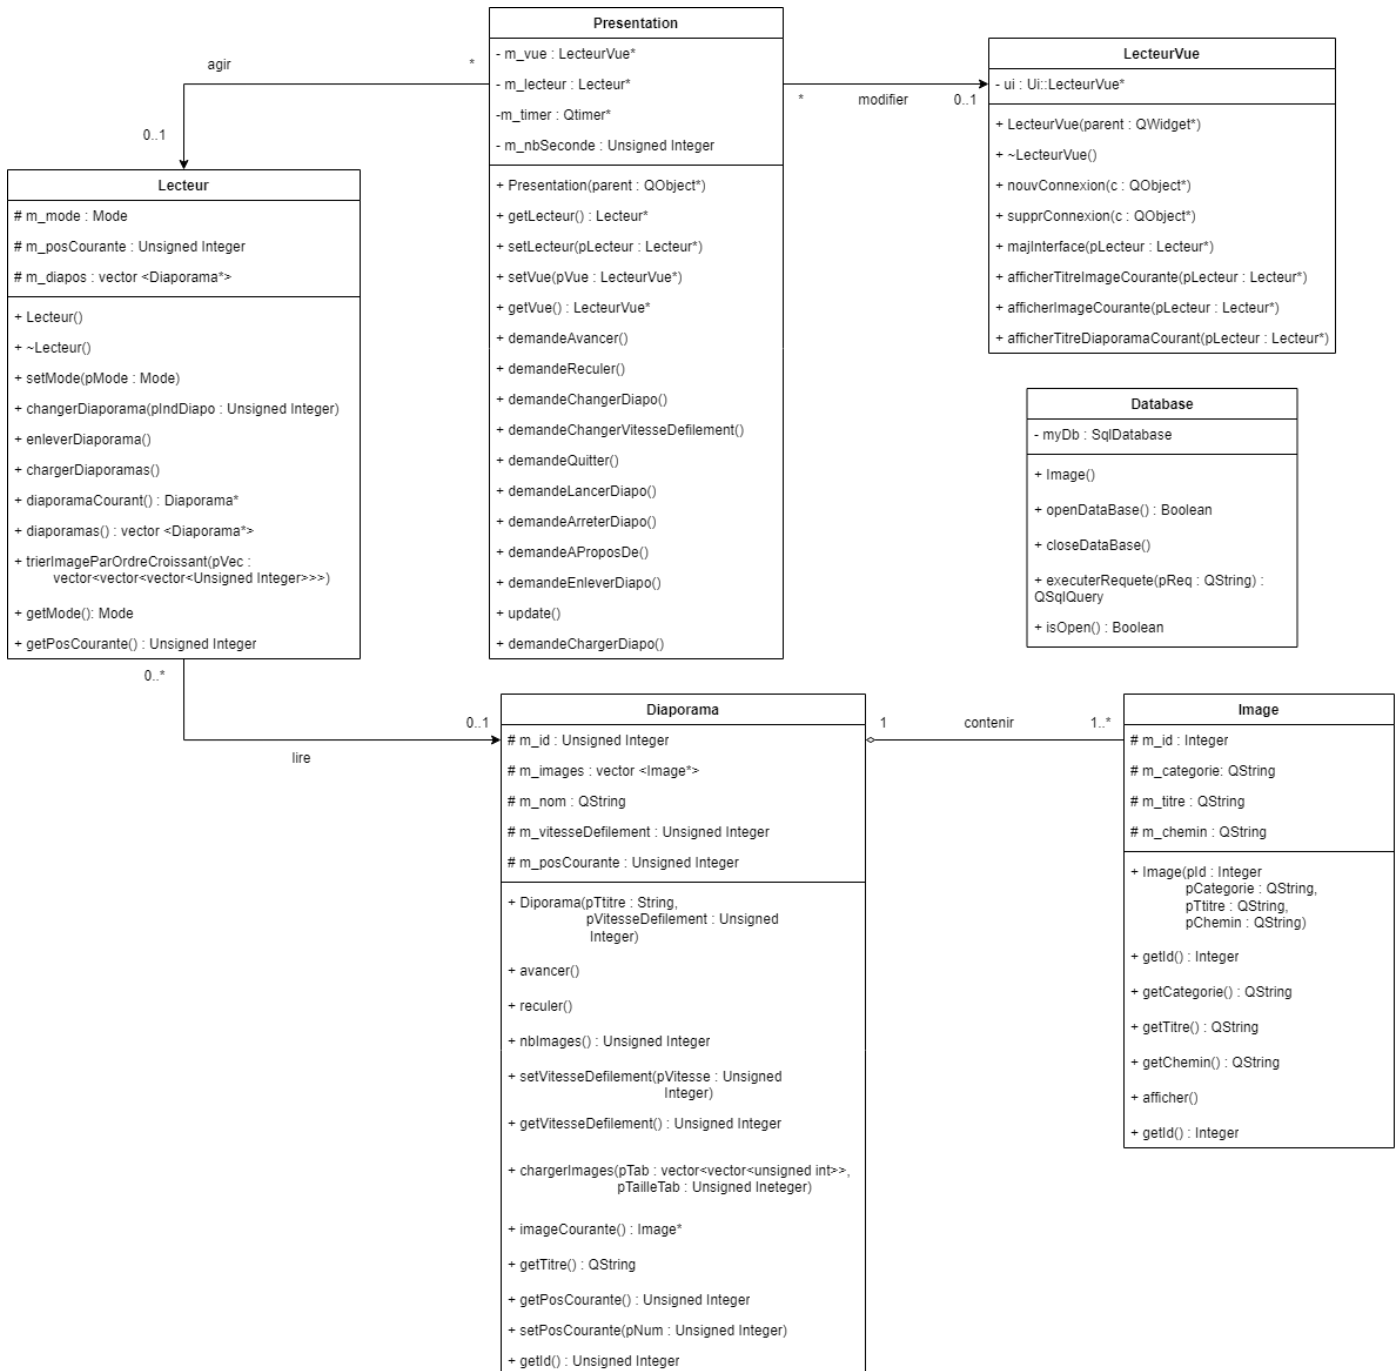 Presentation
- m_vue : LecteurVue*
- m_lecteur : Lecteur*
-m_timer : Qtimer*
- m_nbSeconde : Unsigned Integer
+ Presentation(parent : QObject*)
+ getLecteur() : Lecteur*
+ setLecteur(pLecteur : Lecteur*)
+ setVue(pVue : LecteurVue*)
+ getVue() : LecteurVue*
+ demandeAvancer()
+ demandeReculer()
+ demandeChangerDiapo()
+ demandeChangerVitesseDefilement()
+ demandeQuitter()
+ demandeLancerDiapo()
+ demandeArreterDiapo()
+ demandeAProposDe()
+ demandeEnleverDiapo()
+ update()
+ demandeChargerDiapo()
agir
*
0..1
*
modifier
0..1
LecteurVue
- ui : Ui::LecteurVue*
+ LecteurVue(parent : QWidget*)
+ ~LecteurVue()
+ nouvConnexion(c : QObject*)
+ supprConnexion(c : QObject*)
+ majInterface(pLecteur : Lecteur*)
+ afficherTitreImageCourante(pLecteur : Lecteur*)
+ afficherImageCourante(pLecteur : Lecteur*)
+ afficherTitreDiaporamaCourant(pLecteur : Lecteur*)
Lecteur
# m_mode : Mode
# m_posCourante : Unsigned Integer
# m_diapos : vector <Diaporama*>
+ Lecteur()
+ ~Lecteur()
+ setMode(pMode : Mode)
+ changerDiaporama(pIndDiapo : Unsigned Integer)
+ enleverDiaporama()
+ chargerDiaporamas()
+ diaporamaCourant() : Diaporama*
+ diaporamas() : vector <Diaporama*>
+ trierImageParOrdreCroissant(pVec :
vector<vector<vector<Unsigned Integer>>>)
+ getMode(): Mode
+ getPosCourante() : Unsigned Integer
Database
- myDb : SqlDatabase
+ Image()
+ openDataBase() : Boolean
+ closeDataBase()
+ executerRequete(pReq : QString) :
QSqlQuery
+ isOpen() : Boolean
0..*
lire
0..1
Diaporama
# m_id : Unsigned Integer
# m_images : vector <Image*>
# m_nom : QString
# m_vitesseDefilement : Unsigned Integer
# m_posCourante : Unsigned Integer
+ Diporama(pTtitre : String,
pVitesseDefilement : Unsigned
Integer)
+ avancer()
+ reculer()
+ nbImages() : Unsigned Integer
+ setVitesseDefilement(pVitesse : Unsigned
Integer)
+ getVitesseDefilement() : Unsigned Integer
+ chargerImages(pTab : vector<vector<unsigned int>>,
pTailleTab : Unsigned Ineteger)
+ imageCourante() : Image*
+ getTitre() : QString
+ getPosCourante() : Unsigned Integer
+ setPosCourante(pNum : Unsigned Integer)
+ getId() : Unsigned Integer
1
contenir
1..*
Image
# m_id : Integer
# m_categorie: QString
# m_titre : QString
# m_chemin : QString
+ Image(pId : Integer
pCategorie : QString,
pTtitre : QString,
pChemin : QString)
+ getId() : Integer
+ getCategorie() : QString
+ getTitre() : QString
+ getChemin() : QString
+ afficher()
+ getId() : Integer